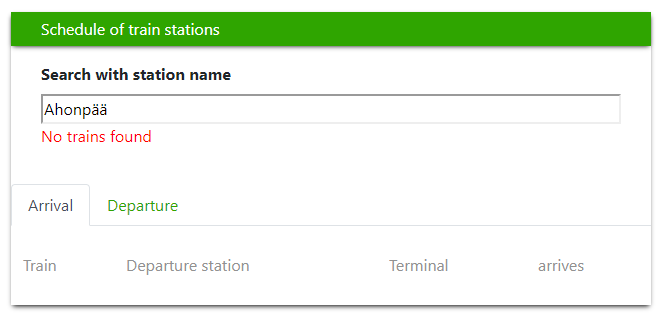 Schedule of train stations
Search with station name
Ahonpää
No trains found
Arrival Departure
Train Departure station Terminal arrives